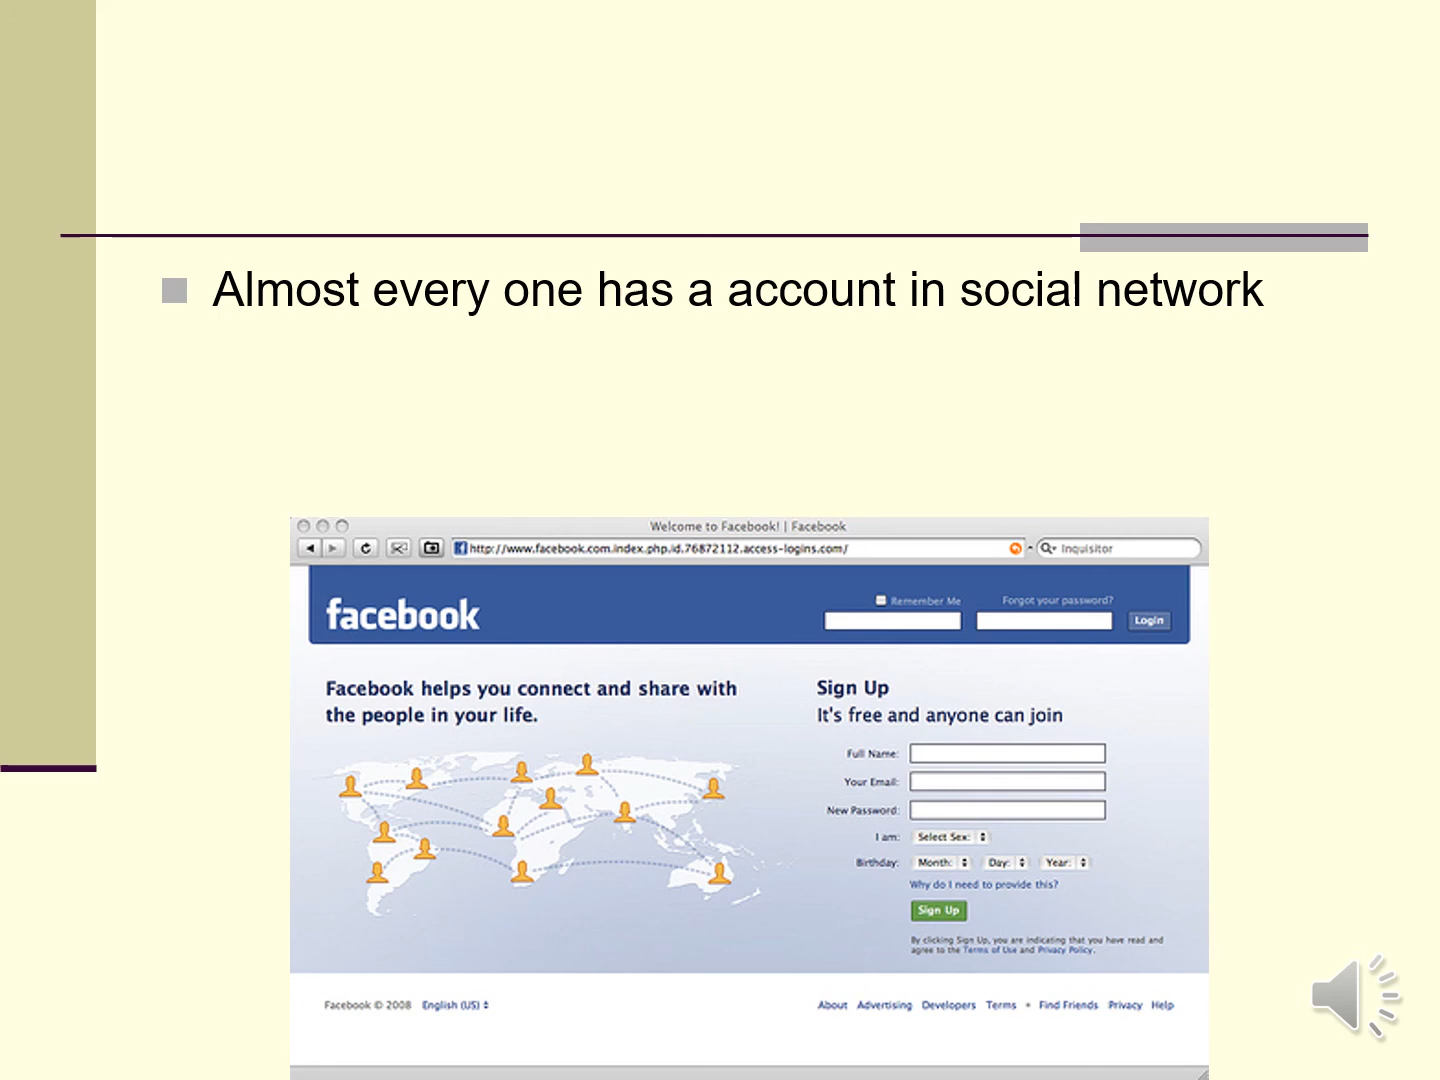 Almost every one has a account in social network
Welcome to Facebook! | Facebook
http://www.facebook.com.index.php.id.76872112.access-logins.com/
Inquisitor
Remember Me
Forgot your password?
facebook
Login
Facebook helps you connect and share with
the people in your life.
Sign Up
It's free and anyone can join
Full Name:
Your Email:
New Password:
I am: Select Sex:
Birthday: Month: Day: Year:
Why do I need to provide this?
Sign Up
By clicking Sign Up, you are indicating that you have read and
agree to the Terms of Use and Privacy Policy.
Facebook © 2008 English (US)
About Advertising Developers Terms • Find Friends Privacy Help